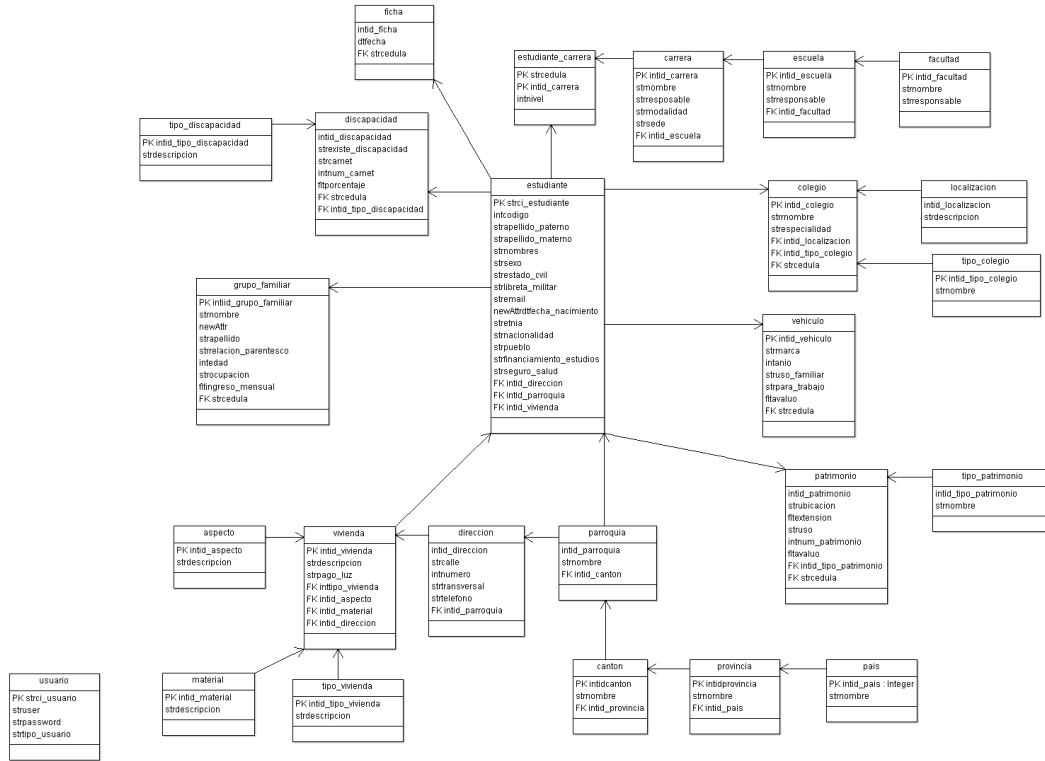 ficha
intid_ficha
dtfecha
FK strcedula
estudiante_carrera
PK strcedula
PK intid_carrera
intnivel
carrera
PK intid_carrera
strnombre
strresposable
strmodalidad
strsede
FK intid_escuela
escuela
PK intid_escuela
strnombre
strresponsable
FK intid_facultad
facultad
PK intid_facultad
strnombre
strresponsable
tipo_discapacidad
PK intid_tipo_discapacidad
strdescripcion
discapacidad
intid_discapacidad
strexiste_discapacidad
strcarnet
intnum_carnet
fltporcentaje
FK strcedula
FK intid_tipo_discapacidad
estudiante
PK strci_estudiante
intcodigo
strapellido_paterno
strapellido_materno
strnombres
strsexo
strestado_cvil
strlibreta_militar
stremail
newAttrdtfecha_nacimiento
stretnia
strnacionalidad
strpueblo
strfinanciamiento_estudios
strseguro_salud
FK intid_direccion
FK intid_parroquia
FK intid_vivienda
colegio
PK intid_colegio
strnombre
strespecialidad
FK intid_localizacion
FK intid_tipo_colegio
FK strcedula
localizacion
intid_localizacion
strdescripcion
tipo_colegio
PK intid_tipo_colegio
strnombre
grupo_familiar
PK intiid_grupo_familiar
strnombre
newAttr
strapellido
strrelacion_parentesco
intedad
strocupacion
fltingreso_mensual
FK strcedula
vehiculo
PK intid_vehiculo
strmarca
intanio
struso_familiar
strpara_trabajo
fltavaluo
FK strcedula
patrimonio
intid_patrimonio
strubicacion
fltextension
struso
intnum_patrimonio
fltavaluo
FK intid_tipo_patrimonio
FK strcedula
tipo_patrimonio
intid_tipo_patrimonio
strnombre
aspecto
PK intid_aspecto
strdescripcion
vivienda
PK intid_vivienda
strdescripcion
strpago_luz
FK inttipo_vivienda
FK intid_aspecto
FK intid_material
FK intid_direccion
direccion
intid_direccion
strcalle
intnumero
strtransversal
strtelefono
FK intid_parroquia
parroquia
intid_parroquia
strnombre
FK intid_canton
usuario
PK strci_usuario
struser
strpassword
strtipo_usuario
material
PK intid_material
strdescripcion
tipo_vivienda
PK intid_tipo_vivienda
strdescripcion
canton
PK intidcanton
strnombre
FK intid_provincia
provincia
PK intidprovincia
strnombre
FK intid_pais
pais
PK intid_pais : Integer
strnombre